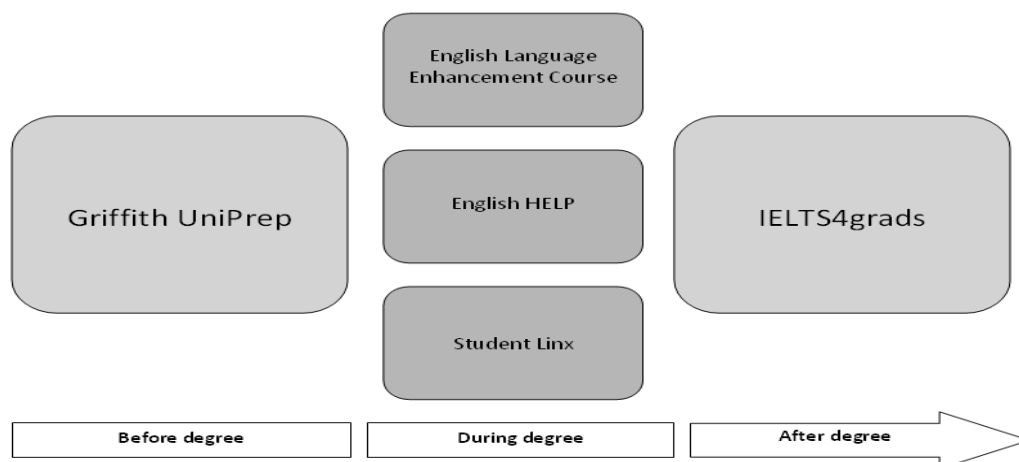 English Language
Enhancement Course
Griffith UniPrep
English HELP
IELTS4grads
Student Linx
Before degree
During degree
After degree